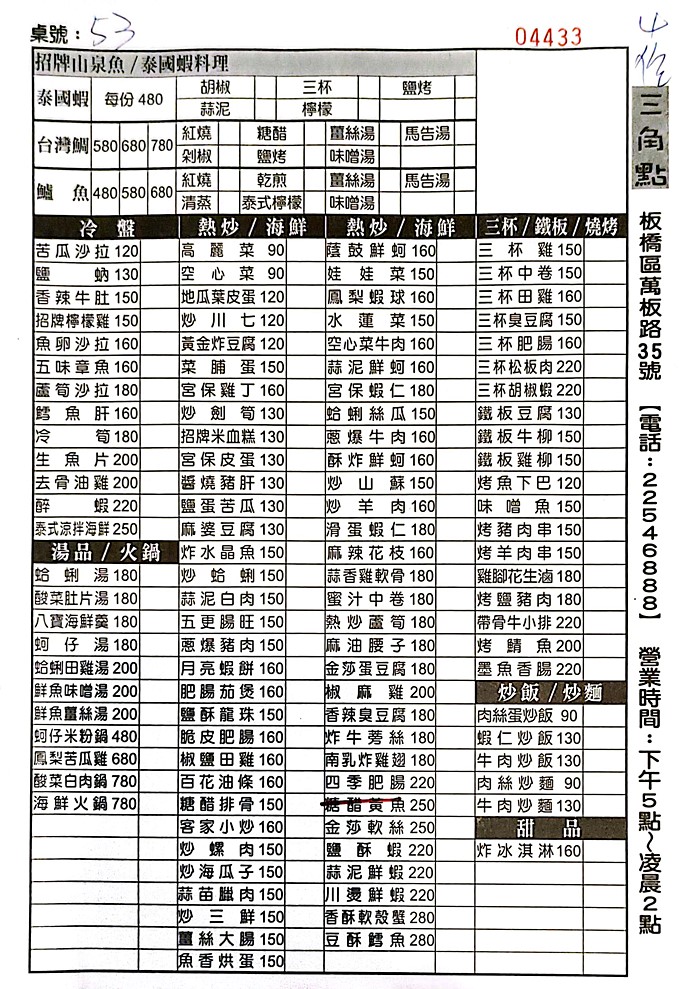 桌號：53
04433
招牌山泉魚/泰國蝦料理
泰國蝦 每份 480 胡椒 三杯 鹽烤
蒜泥 檸檬
台灣鯛 580 680 780 紅燒 糖醋 薑絲湯 馬告湯
剁椒 鹽烤 味噌湯
鱸魚 480 580 680 紅燒 乾煎 薑絲湯 馬告湯
清蒸 泰式檸檬 味噌湯
冷盤
苦瓜沙拉 120
鹽蚋 130
香辣牛肚 150
招牌檸檬雞 150
魚卵沙拉 160
五味章魚 160
蘆筍沙拉 180
鱈魚肝 160
冷筍 180
生魚片 200
去骨油雞 200
醉蝦 220
泰式涼拌海鮮 250
湯品/火鍋
蛤蜊湯 180
酸菜肚片湯 180
八寶海鮮羹 180
蚵仔湯 180
蛤蜊田雞湯 200
鮮魚味噌湯 200
鮮魚薑絲湯 200
蚵仔米粉鍋 480
鳳梨苦瓜雞 680
酸菜白肉鍋 780
海鮮火鍋 780
熱炒/海鮮
高麗菜 90
空心菜 90
地瓜葉皮蛋 120
炒川七 120
黃金炸豆腐 120
菜脯蛋 150
宮保雞丁 160
炒劍筍 130
招牌米血糕 130
宮保皮蛋 130
醬燒豬肝 130
鹽蛋苦瓜 130
麻婆豆腐 130
炸水晶魚 150
炒蛤蜊 150
蒜泥白肉 150
五更腸旺 150
蔥爆豬肉 150
月亮蝦餅 160
肥腸茄煲 160
鹽酥龍珠 150
脆皮肥腸 160
椒鹽田雞 160
百花油條 160
糖醋排骨 150
客家小炒 160
炒螺肉 150
炒海瓜子 150
蒜苗臘肉 150
炒三鮮 150
薑絲大腸 150
魚香烘蛋 150
熱炒/海鮮
蔭鼓鮮蚵 160
娃娃菜 150
鳳梨蝦球 160
水蓮菜 150
空心菜牛肉 160
蒜泥鮮蚵 160
宮保蝦仁 180
蛤蜊絲瓜 150
蔥爆牛肉 160
酥炸鮮蚵 160
炒山蘇 150
炒羊肉 160
滑蛋蝦仁 180
麻辣花枝 160
蒜香雞軟骨 180
蜜汁中卷 180
熱炒蘆筍 180
麻油腰子 180
金莎蛋豆腐 180
椒麻雞 200
香辣臭豆腐 180
炸牛蒡絲 180
南乳炸雞翅 180
四季肥腸 220
糖醋黃魚 250
金莎軟絲 250
鹽酥蝦 220
蒜泥鮮蝦 220
川燙鮮蝦 220
香酥軟殼蟹 280
豆酥鱈魚 280
三杯/鐵板/燒烤
三杯雞 150
三杯中卷 150
三杯田雞 160
三杯臭豆腐 150
三杯肥腸 160
三杯松板肉 220
三杯胡椒蝦 220
鐵板豆腐 130
鐵板牛柳 150
鐵板雞柳 150
烤魚下巴 120
味噌魚 150
烤豬肉串 150
烤羊肉串 150
雞腳花生滷 180
烤鹽豬肉 180
帶骨牛小排 220
烤鯖魚 200
墨魚香腸 220
炒飯/炒麵
肉絲蛋炒飯 90
蝦仁炒飯 130
牛肉炒飯 130
肉絲炒麵 90
牛肉炒麵 130
甜品
炸冰淇淋 160
三角點
板橋區萬板路35號 【電話：22546888】 營業時間：下午5點～凌晨2點